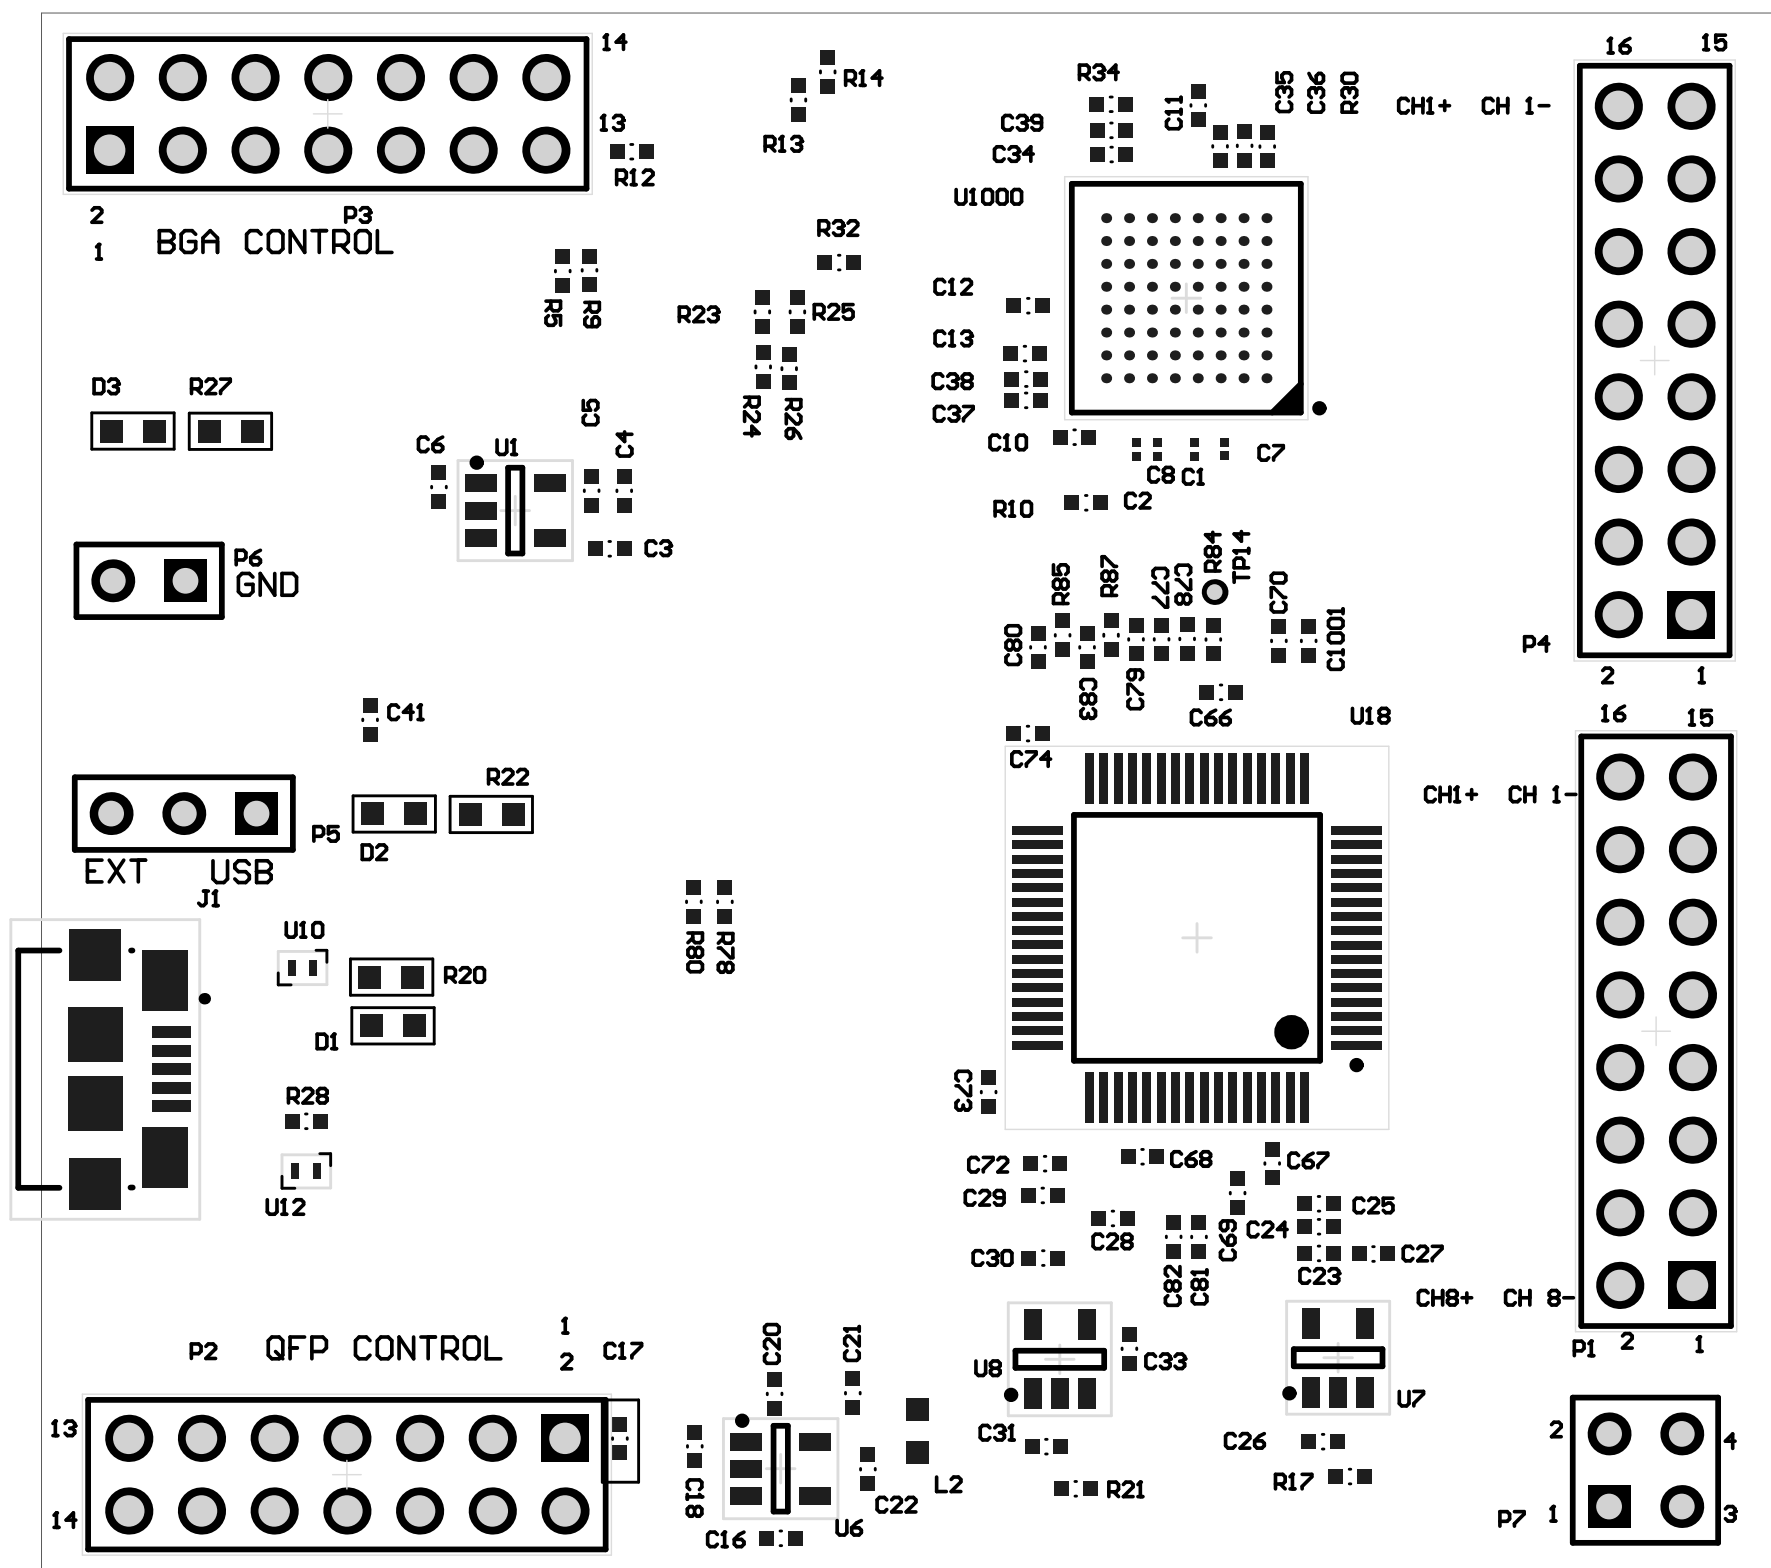 14
16
15
R34
R14
C35
C36
R30
CH1+ CH 1-
C11
13
C39
R13
C34
R12
U1000
2
P3
R32
1
BGA CONTROL
C12
R5
R9
R23
R25
C13
D3
R27
C38
C37
R24
R26
C5
C6
U1
C4
C10
C7
C8
C1
R10
C2
C3
P6
GND
R84
TP14
R85
R87
C77
C78
C70
C80
C1001
P4
2
1
C83
C79
C66
U18
16
15
C41
C74
R22
CH1+ CH 1-
P5
D2
EXT
USB
J1
U10
R80
R78
R20
D1
C73
R28
C72
C68
C67
C29
U12
C25
C28
C69
C24
C30
C27
C82
C81
C23
CH8+ CH 8-
1
P2
QFP CONTROL
2
C17
C20
C21
U8
C33
P1
2
1
U7
13
C31
C26
2
4
L2
R17
R21
C18
C22
14
U6
C16
P7
1
3